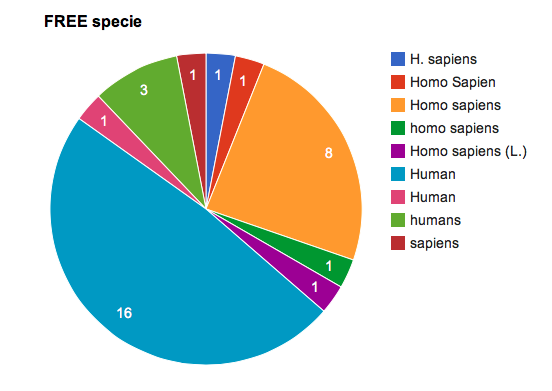 FREE specie
H. sapiens
Homo Sapien
Homo sapiens
homo sapiens
Homo sapiens (L.)
Human
Human
humans
sapiens
1
1
8
1
1
16
1
3
1